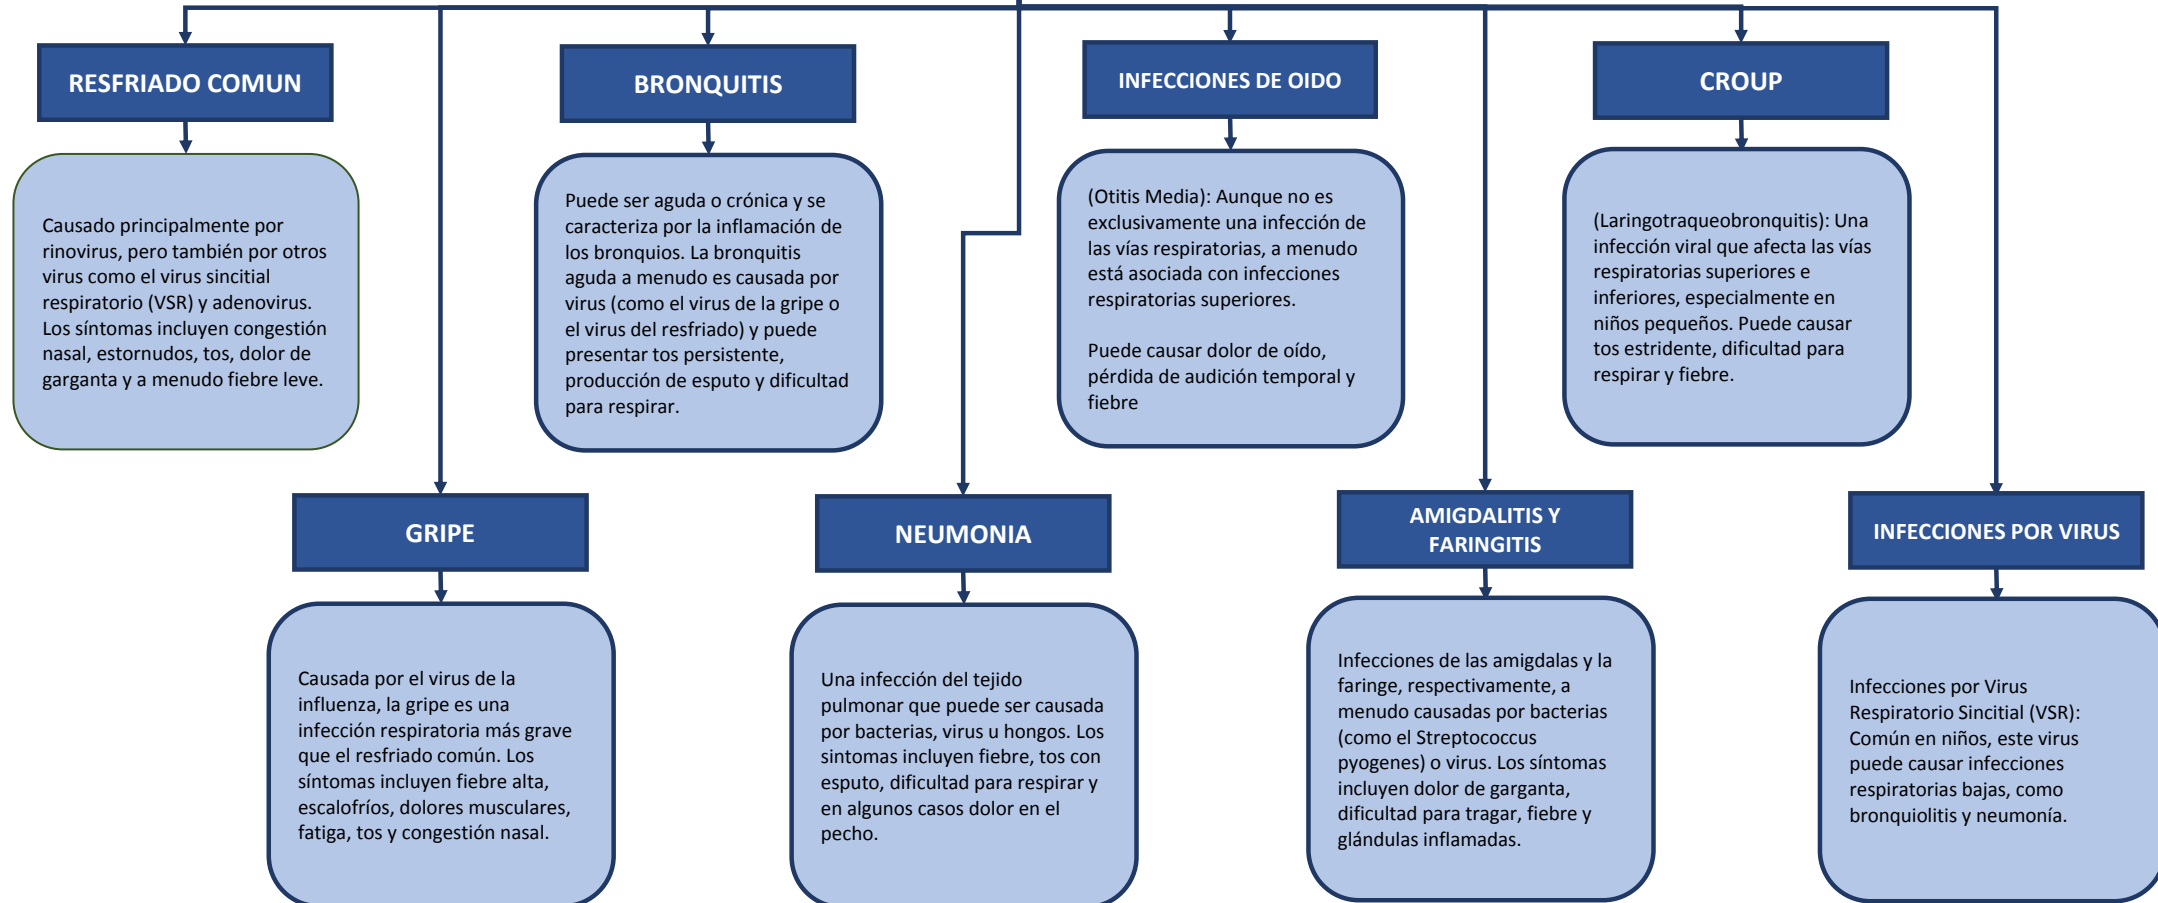 RESFRIADO COMUN
Causado principalmente por
rinovirus, pero también por otros
virus como el virus sincitial
respiratorio (VSR) y adenovirus.
Los síntomas incluyen congestión
nasal, estornudos, tos, dolor de
garganta y a menudo fiebre leve.
BRONQUITIS
Puede ser aguda o crónica y se
caracteriza por la inflamación de
los bronquios. La bronquitis
aguda a menudo es causada por
virus (como el virus de la gripe o
el virus del resfriado) y puede
presentar tos persistente,
producción de esputo y dificultad
para respirar.
INFECCIONES DE OIDO
(Otitis Media): Aunque no es
exclusivamente una infección de
las vías respiratorias, a menudo
está asociada con infecciones
respiratorias superiores.
Puede causar dolor de oído,
pérdida de audición temporal y
fiebre
CROUP
(Laringotraqueobronquitis): Una
infección viral que afecta las vías
respiratorias superiores e
inferiores, especialmente en
niños pequeños. Puede causar
tos estridente, dificultad para
respirar y fiebre.
GRIPE
Causada por el virus de la
influenza, la gripe es una
infección respiratoria más grave
que el resfriado común. Los
síntomas incluyen fiebre alta,
escalofríos, dolores musculares,
fatiga, tos y congestión nasal.
NEUMONIA
Una infección del tejido
pulmonar que puede ser causada
por bacterias, virus u hongos. Los
sintomas incluyen fiebre, tos con
esputo, dificultad para respirar y
en algunos casos dolor en el
pecho.
AMIGDALITIS Y
FARINGITIS
Infecciones de las amigdalas y la
faringe, respectivamente, a
menudo causadas por bacterias
(como el Streptococcus
pyogenes) o virus. Los síntomas
incluyen dolor de garganta,
dificultad para tragar, fiebre y
glándulas inflamadas.
INFECCIONES POR VIRUS
Infecciones por Virus
Respiratorio Sincitial (VSR):
Común en niños, este virus
puede causar infecciones
respiratorias bajas, como
bronquiolitis y neumonía.